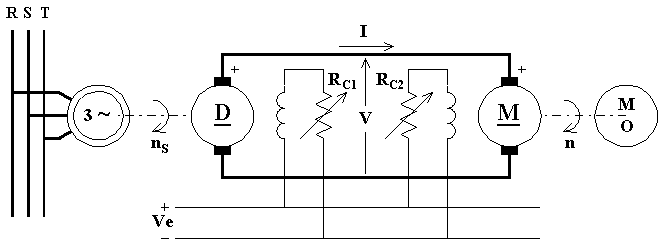 R S T
I
+
+
R_C1
R_C2
3 ~
D
V
M
M
O
n_S
n
+
Ve
−